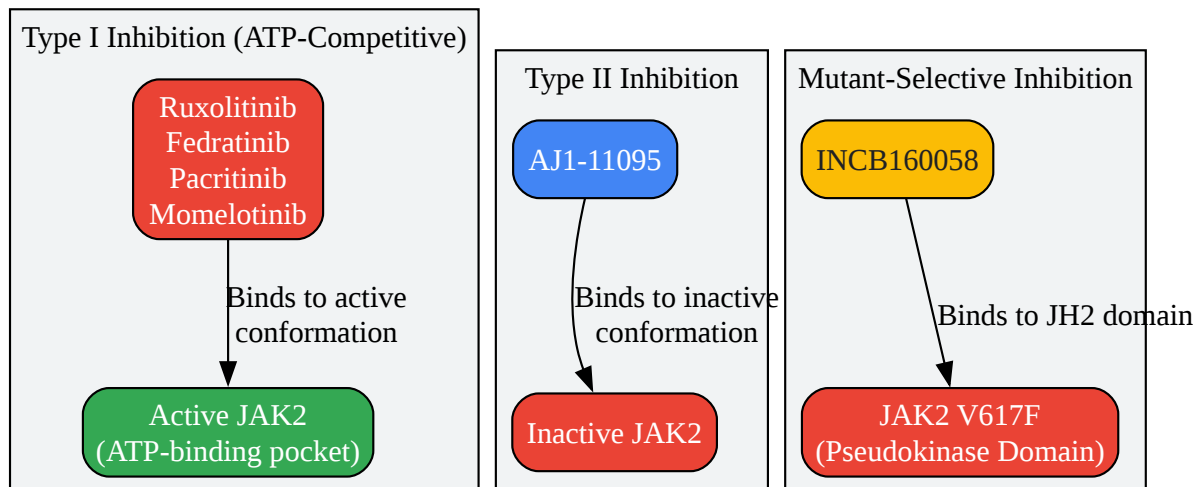 Type I Inhibition (ATP-Competitive)
Ruxolitinib
Fedratinib
Pacritinib
Momelotinib
Binds to active
conformation
Active JAK2
(ATP-binding pocket)
Type II Inhibition
AJ1-11095
Binds to inactive
conformation
Inactive JAK2
Mutant-Selective Inhibition
INCB160058
Binds to JH2 domain
JAK2 V617F
(Pseudokinase Domain)